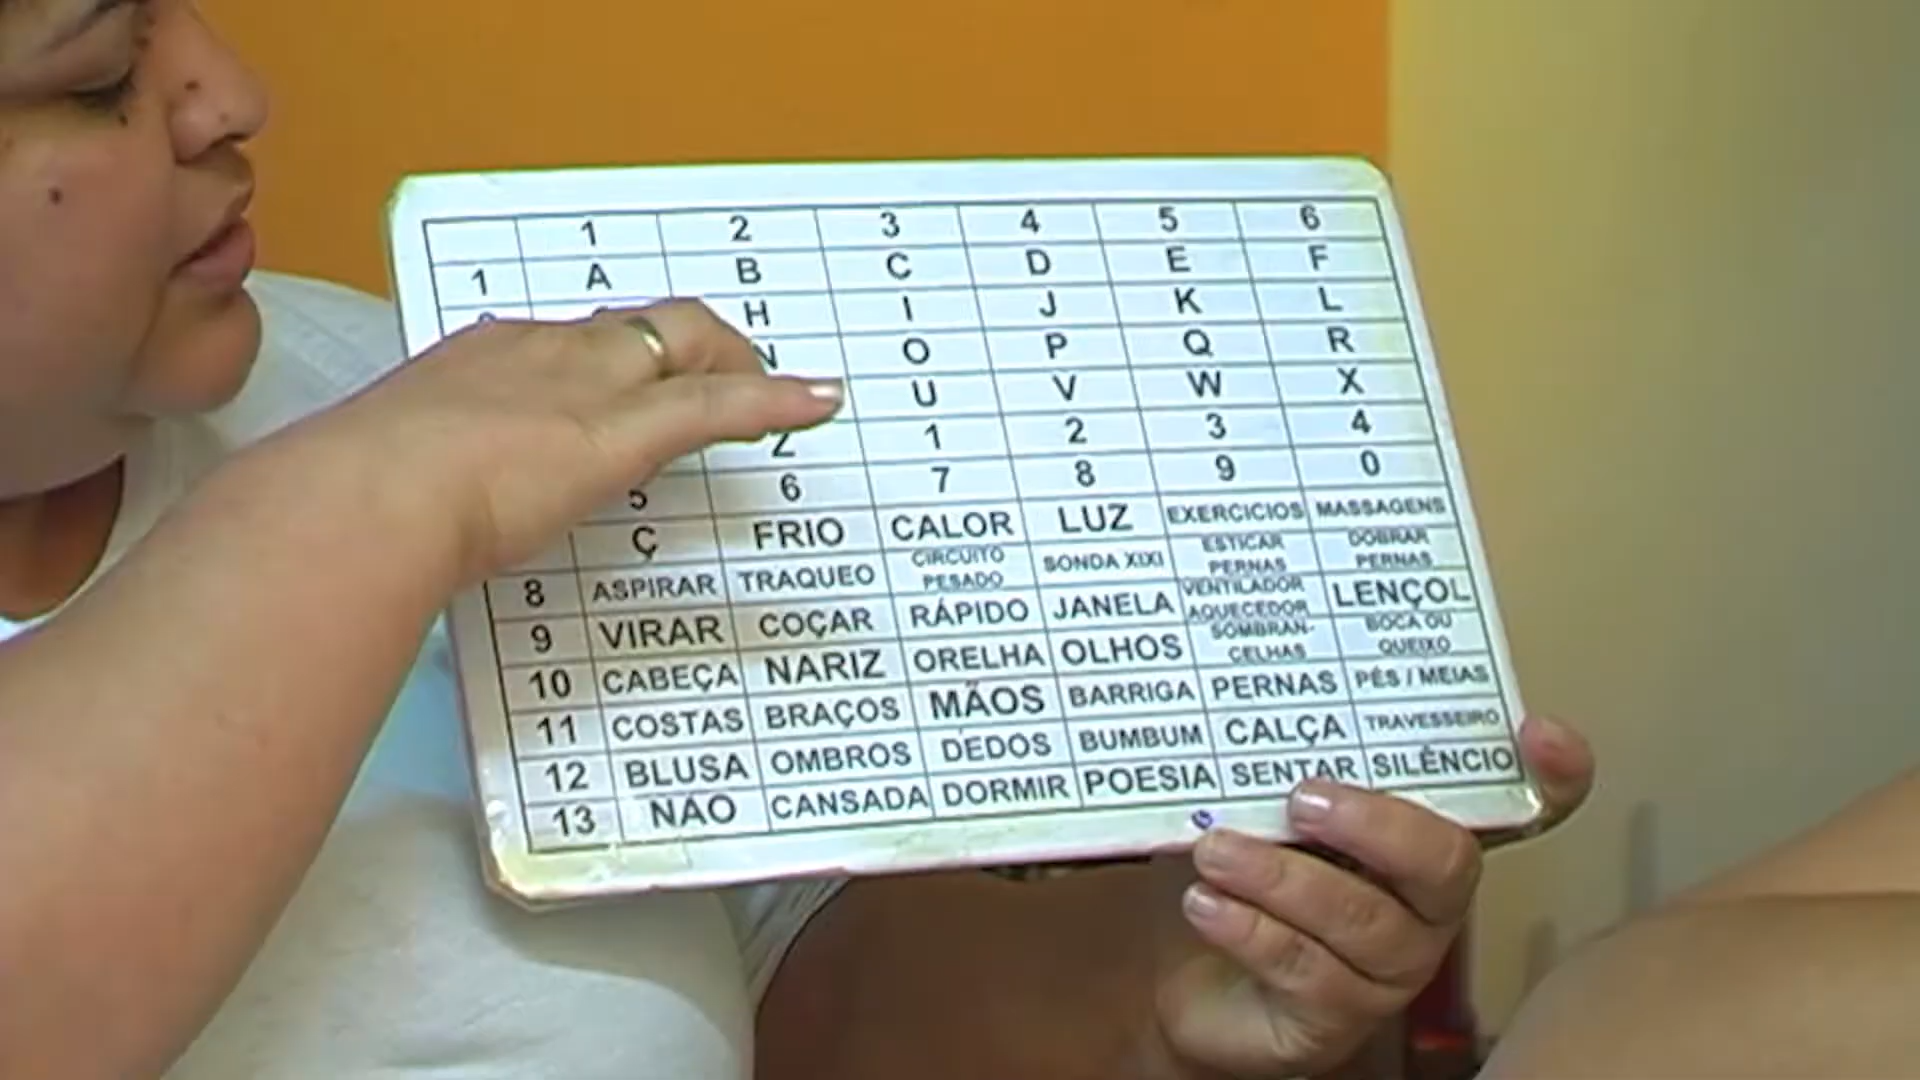 1 2 3 4 5 6
1 A B C D E F
H I J K L
N O P Q R
U V W X
Z 1 2 3 4
5 6 7 8 9 0
Ç FRIO CALOR LUZ EXERCICIOS MASSAGENS
8 ASPIRAR TRAQUEO CIRCUITO PESADO SONDA XIXI ESTICAR PERNAS DOBRAR PERNAS
9 VIRAR COÇAR RÁPIDO JANELA VENTILADOR AQUECEDOR LENÇOL
10 CABEÇA NARIZ ORELHA OLHOS SOMBRAN-CELHAS BOCA OU QUEIXO
11 COSTAS BRAÇOS MÃOS BARRIGA PERNAS PÉS / MEIAS
12 BLUSA OMBROS DEDOS BUMBUM CALÇA TRAVESSEIRO
13 NÃO CANSADA DORMIR POESIA SENTAR SILÊNCIO